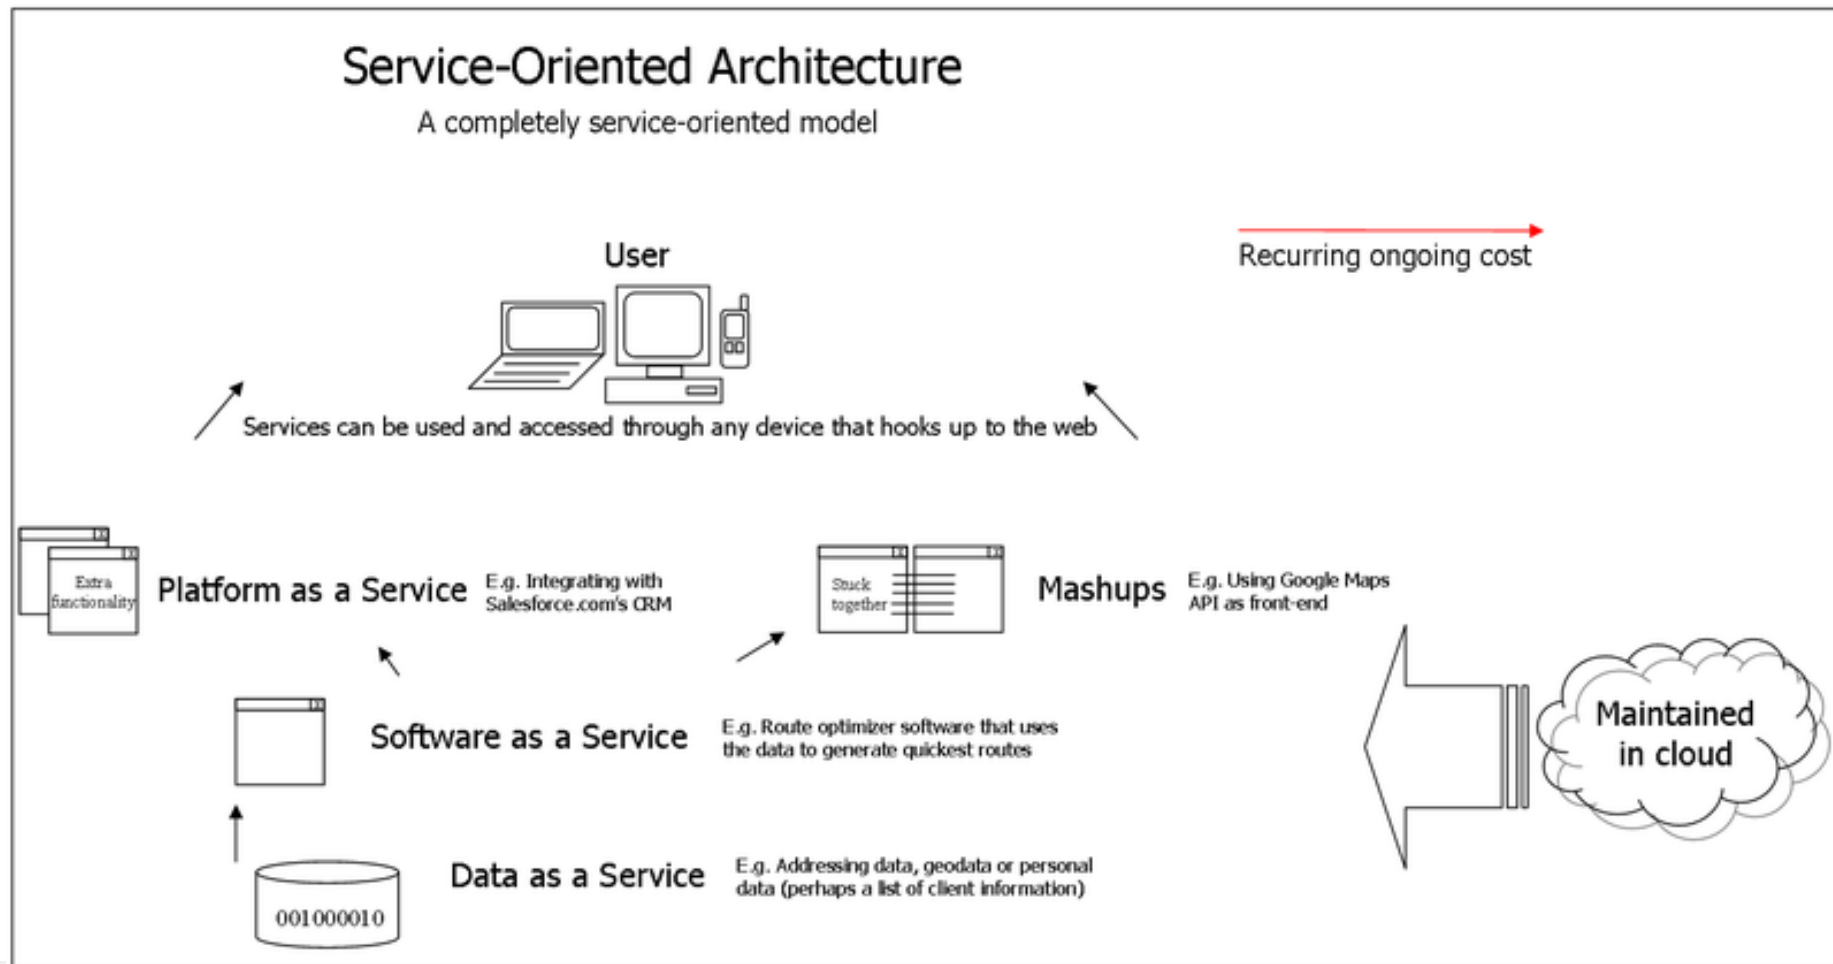 Service-Oriented Architecture
A completely service-oriented model
User
Recurring ongoing cost
Services can be used and accessed through any device that hooks up to the web
X
X
Extra
functionality
Platform as a Service
E.g. Integrating with
Salesforce.com's CRM
X
X
Stuck
together
Mashups
E.g. Using Google Maps
API as front-end
X
Software as a Service
E.g. Route optimizer software that uses
the data to generate quickest routes
Maintained
in cloud
Data as a Service
E.g. Addressing data, geodata or personal
data (perhaps a list of client information)
001000010